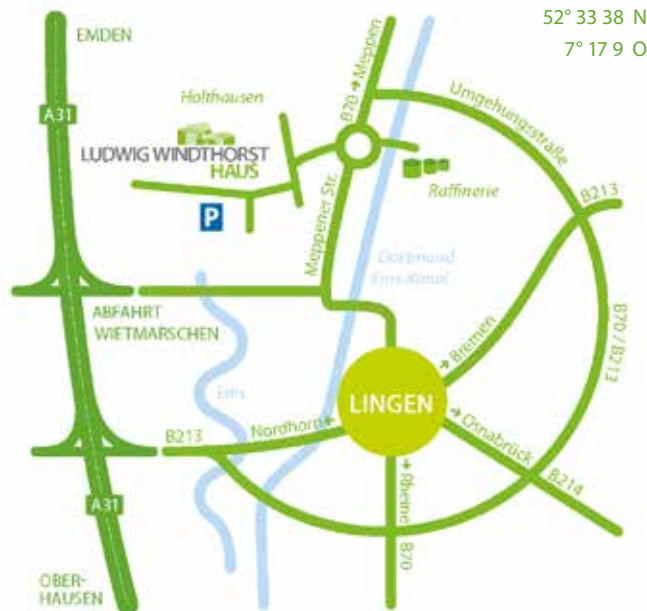 52° 33 38 N
7° 17 9 O
EMDEN
A31
Holthausen
LUDWIG WINDTHORST
HAUS
P
B70 → Meppen
Umgehungsstraße
Raffinerie
B213
Meppener Str.
Dortmund-
Ems-Kanal
ABFAHRT
WIETMARSCHEN
Ems
→ Bremen
B70 / B213
LINGEN
B213
Nordhorn ←
→ Osnabrück
B214
→ Rheine
B70
A31
OBER-
HAUSEN